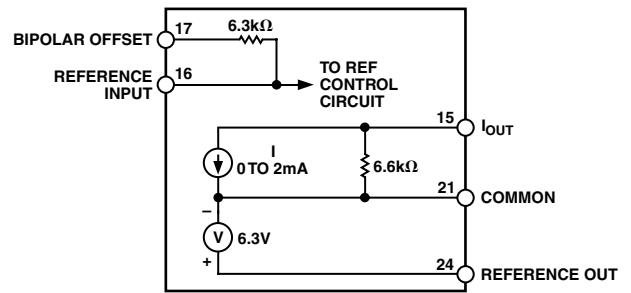 17
6.3kΩ
BIPOLAR OFFSET
REFERENCE
INPUT
16
TO REF
CONTROL
CIRCUIT
15
IOUT
I
0 TO 2mA
6.6kΩ
21
COMMON
–
V
6.3V
+
24
REFERENCE OUT